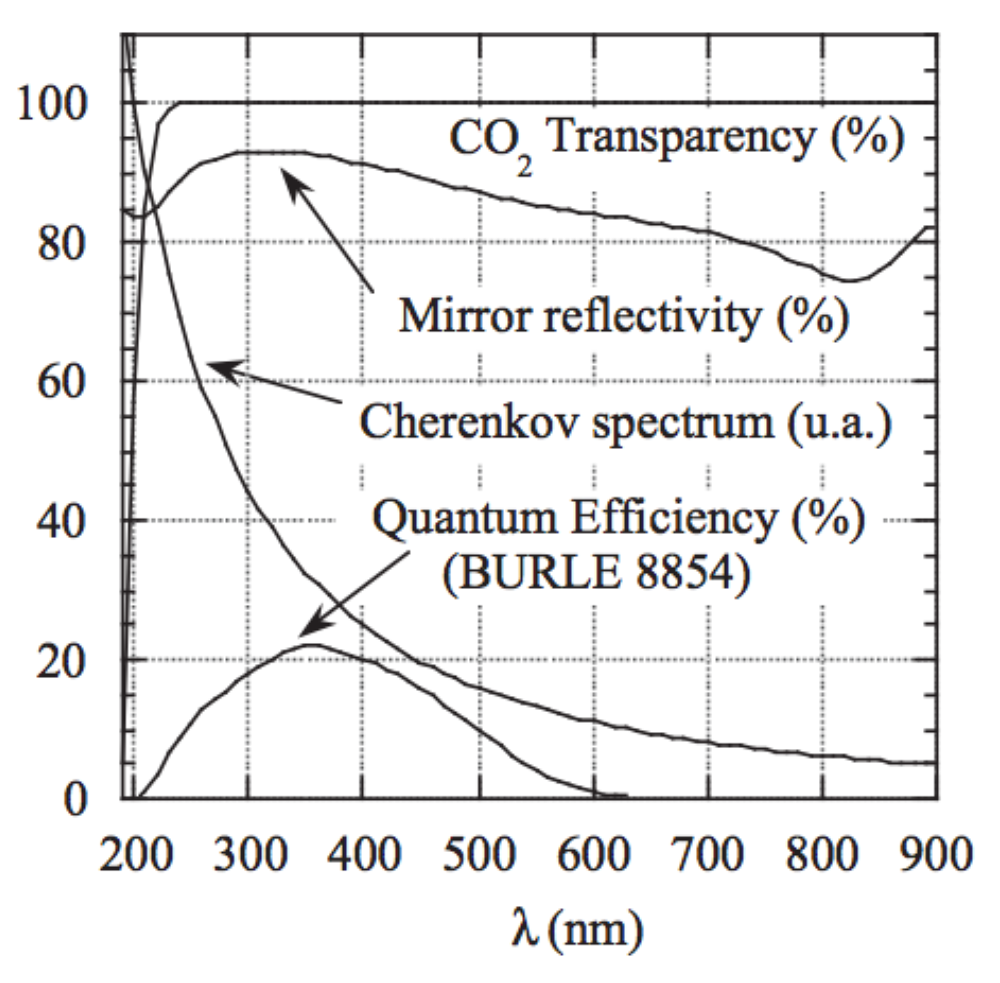 100
80
60
40
20
0
CO2 Transparency (%)
Mirror reflectivity (%)
Cherenkov spectrum (u.a.)
Quantum Efficiency (%)
(BURLE 8854)
200 300 400 500 600 700 800 900
λ (nm)